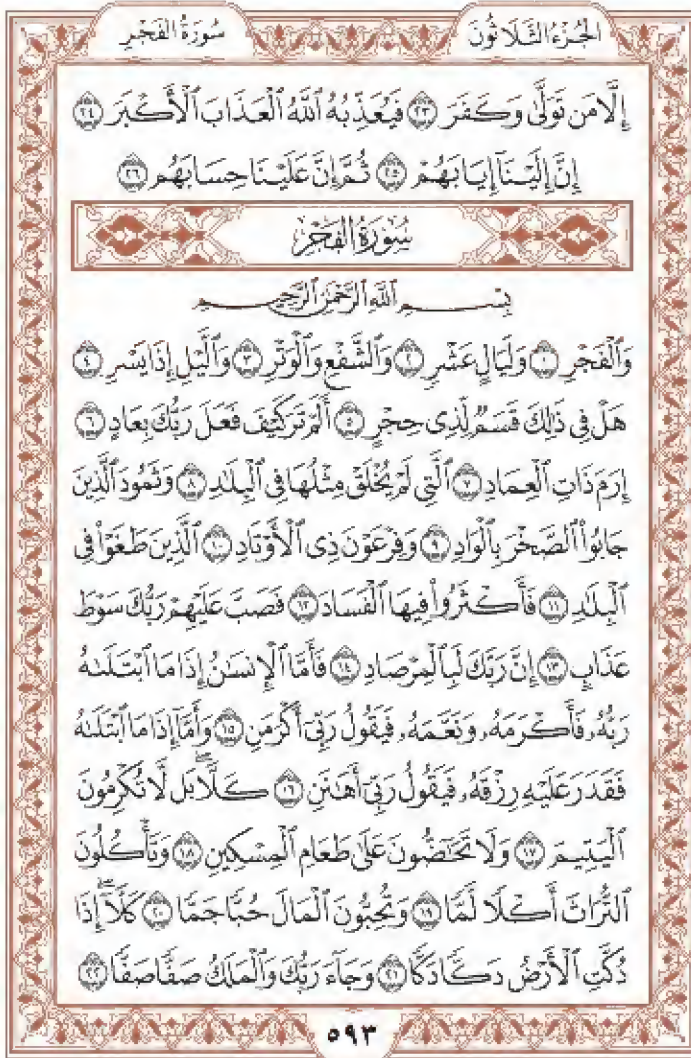 سُورَةُ الفَجۡرِ
الجُزۡءُ الثَّلَاثُونَ
إِلَّا مَن تَوَلَّىٰ وَكَفَرَ ٢٣ فَيُعَذِّبُهُ ٱللَّهُ ٱلۡعَذَابَ ٱلۡأَكۡبَرَ ٢٤
إِنَّ إِلَيۡنَآ إِيَابَهُمۡ ٢٥ ثُمَّ إِنَّ عَلَيۡنَا حِسَابَهُم ٢٦
سُورَةُ الفَجۡرِ
بِسۡمِ ٱللَّهِ ٱلرَّحۡمَٰنِ ٱلرَّحِيمِ
وَٱلۡفَجۡرِ ١ وَلَيَالٍ عَشۡرٖ ٢ وَٱلشَّفۡعِ وَٱلۡوَتۡرِ ٣ وَٱلَّيۡلِ إِذَا يَسۡرِ ٤
هَلۡ فِي ذَٰلِكَ قَسَمٞ لِّذِي حِجۡرٍ ٥ أَلَمۡ تَرَ كَيۡفَ فَعَلَ رَبُّكَ بِعَادٍ ٦
إِرَمَ ذَاتِ ٱلۡعِمَادِ ٧ ٱلَّتِي لَمۡ يُخۡلَقۡ مِثۡلُهَا فِي ٱلۡبِلَٰدِ ٨ وَثَمُودَ ٱلَّذِينَ
جَابُواْ ٱلصَّخۡرَ بِٱلۡوَادِ ٩ وَفِرۡعَوۡنَ ذِي ٱلۡأَوۡتَادِ ١٠ ٱلَّذِينَ طَغَوۡاْ فِي
ٱلۡبِلَٰدِ ١١ فَأَكۡثَرُواْ فِيهَا ٱلۡفَسَادَ ١٢ فَصَبَّ عَلَيۡهِمۡ رَبُّكَ سَوۡطَ
عَذَابٍ ١٣ إِنَّ رَبَّكَ لَبِٱلۡمِرۡصَادِ ١٤ فَأَمَّا ٱلۡإِنسَٰنُ إِذَا مَا ٱبۡتَلَىٰهُ
رَبُّهُۥ فَأَكۡرَمَهُۥ وَنَعَّمَهُۥ فَيَقُولُ رَبِّيٓ أَكۡرَمَنِ ١٥ وَأَمَّآ إِذَا مَا ٱبۡتَلَىٰهُ
فَقَدَرَ عَلَيۡهِ رِزۡقَهُۥ فَيَقُولُ رَبِّيٓ أَهَٰنَنِ ١٦ كَلَّاۖ بَل لَّا تُكۡرِمُونَ
ٱلۡيَتِيمَ ١٧ وَلَا تَحَٰٓضُّونَ عَلَىٰ طَعَامِ ٱلۡمِسۡكِينِ ١٨ وَتَأۡكُلُونَ
ٱلتُّرَاثَ أَكۡلٗا لَّمّٗا ١٩ وَتُحِبُّونَ ٱلۡمَالَ حُبّٗا جَمّٗا ٢٠ كَلَّآۖ إِذَا
دُكَّتِ ٱلۡأَرۡضُ دَكّٗا دَكّٗا ٢١ وَجَآءَ رَبُّكَ وَٱلۡمَلَكُ صَفّٗا صَفّٗا ٢٢
٥٩٣